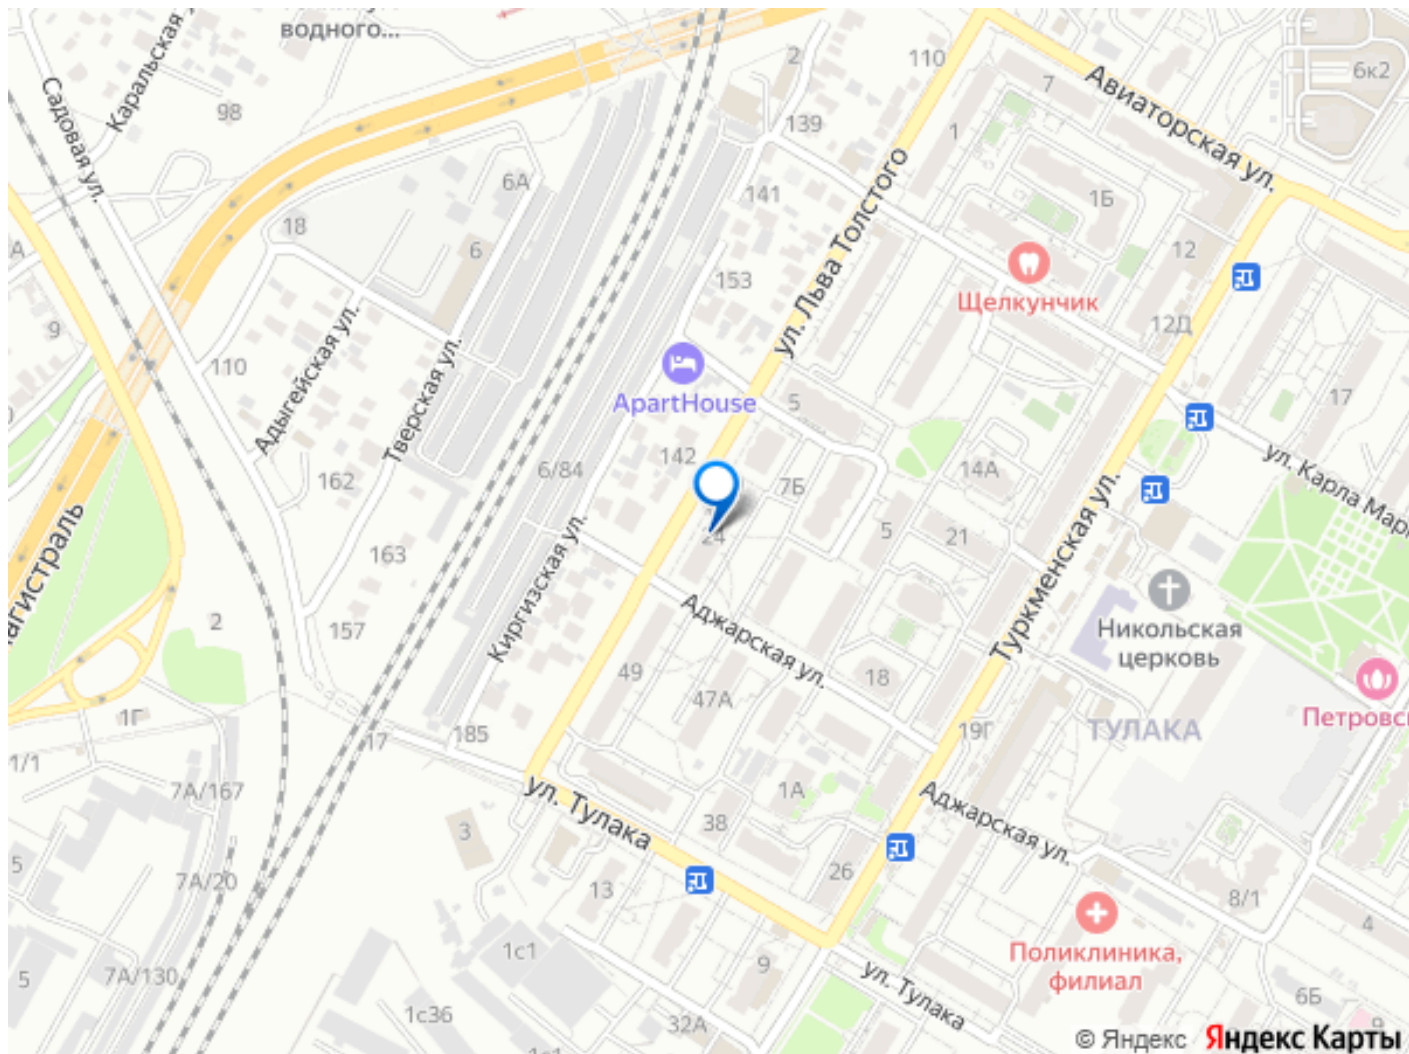 водного...
Каральская у
Садовая ул.
98
2
110
7
Авиаторская ул.
6к2
139
1
6А
141
1Б
18
6
ул. Льва Толстого
12
Щелкунчик
153
12Д
9
110
Адыгейская ул.
Тверская ул.
ApartHouse
5
17
142
162
6/84
14А
7Б
ул. Карла Марк
24
5
21
Туркменская ул.
агистраль
163
Киргизская ул.
2
157
Аджарская ул.
Никольская
церковь
49
18
47А
Петровск
1Г
17
185
19Г
ТУЛАКА
1/1
7А/167
ул. Тулака
1А
Аджарская ул.
3
38
5
7А/20
13
26
8/1
4
1с1
Поликлиника,
филиал
5
7А/130
9
ул. Тулака
1с36
32А
6Б
9
1с1
© Яндекс Яндекс Карты